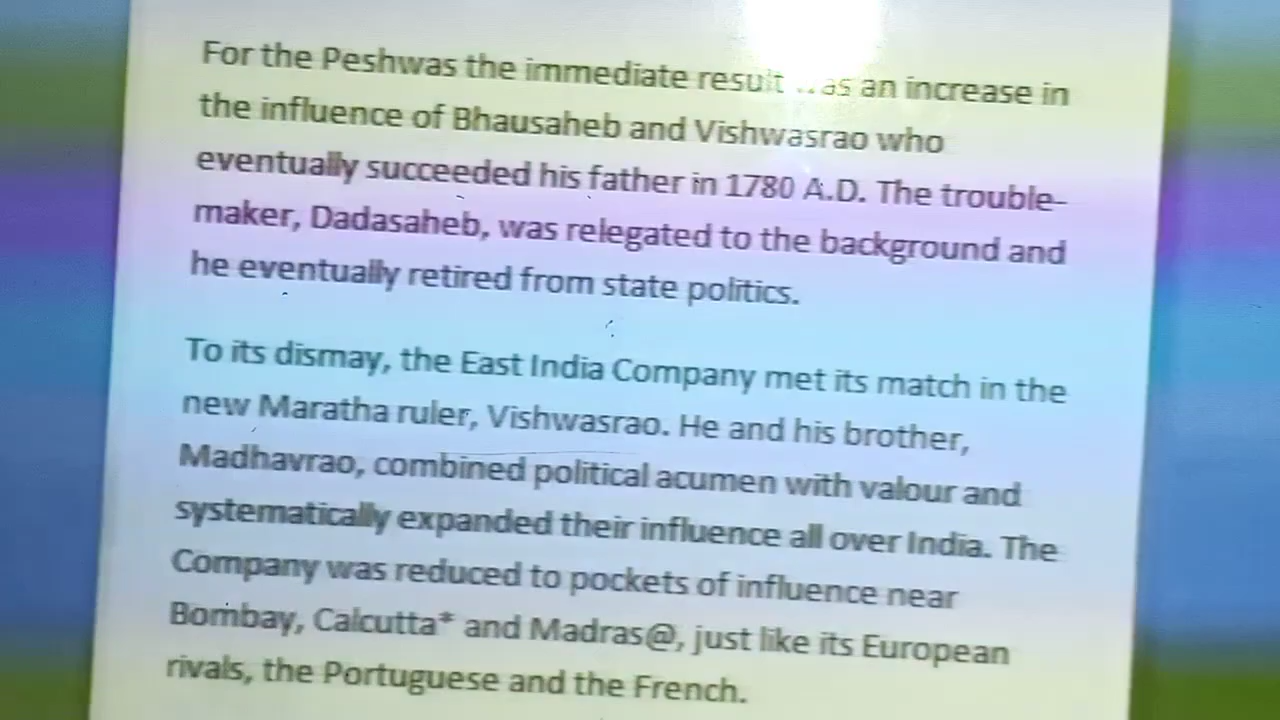 For the Peshwas the immediate result was an increase in
the influence of Bhausaheb and Vishwasrao who
eventually succeeded his father in 1780 A.D. The trouble-
maker, Dadasaheb, was relegated to the background and
he eventually retired from state politics.
To its dismay, the East India Company met its match in the
new Maratha ruler, Vishwasrao. He and his brother,
Madhavrao, combined political acumen with valour and
systematically expanded their influence all over India. The
Company was reduced to pockets of influence near
Bombay, Calcutta* and Madras@, just like its European
rivals, the Portuguese and the French.